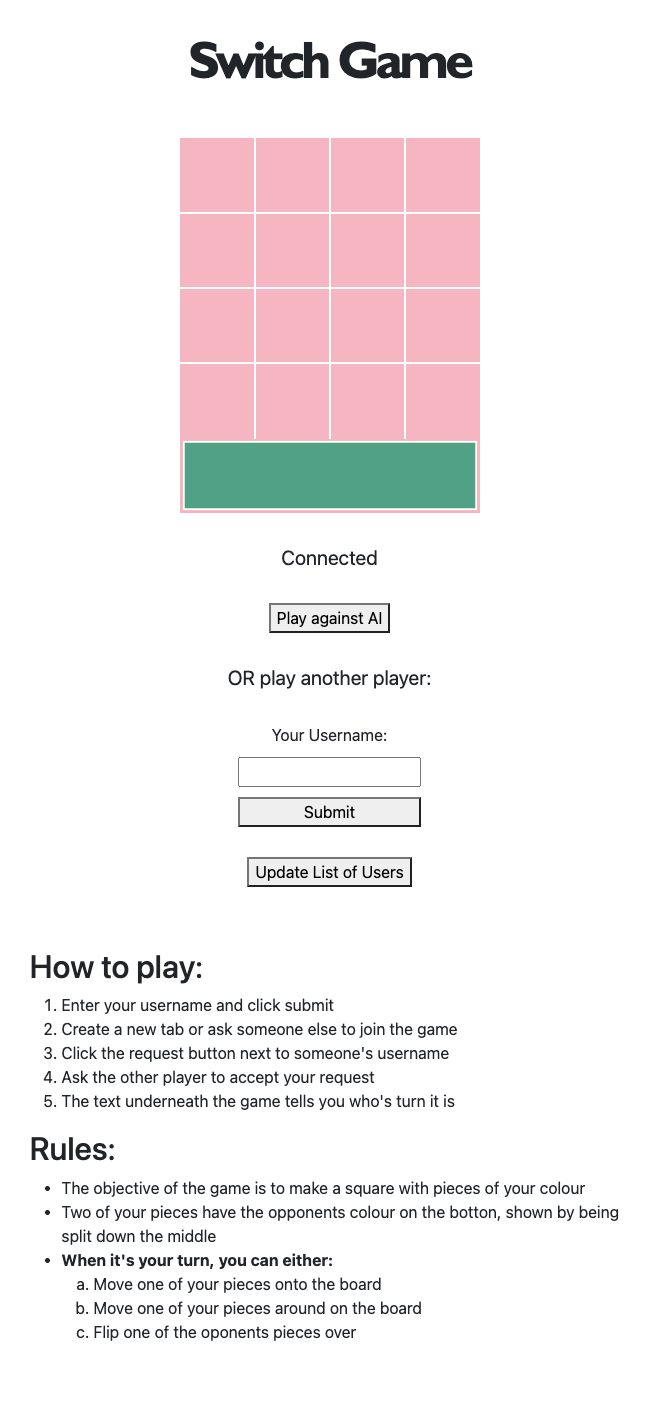 Switch Game
Connected
Play against AI
OR play another player:
Your Username:
Submit
Update List of Users
How to play:
1. Enter your username and click submit
2. Create a new tab or ask someone else to join the game
3. Click the request button next to someone's username
4. Ask the other player to accept your request
5. The text underneath the game tells you who's turn it is
Rules:
• The objective of the game is to make a square with pieces of your colour
• Two of your pieces have the opponents colour on the botton, shown by being
split down the middle
• When it's your turn, you can either:
a. Move one of your pieces onto the board
b. Move one of your pieces around on the board
c. Flip one of the oponents pieces over